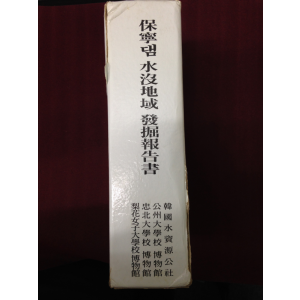 保寧댐 水沒地域 發掘報告書
韓國水資源公社
公州大學校 博物館
忠北大學校 博物館
梨花女子大學校 博物館